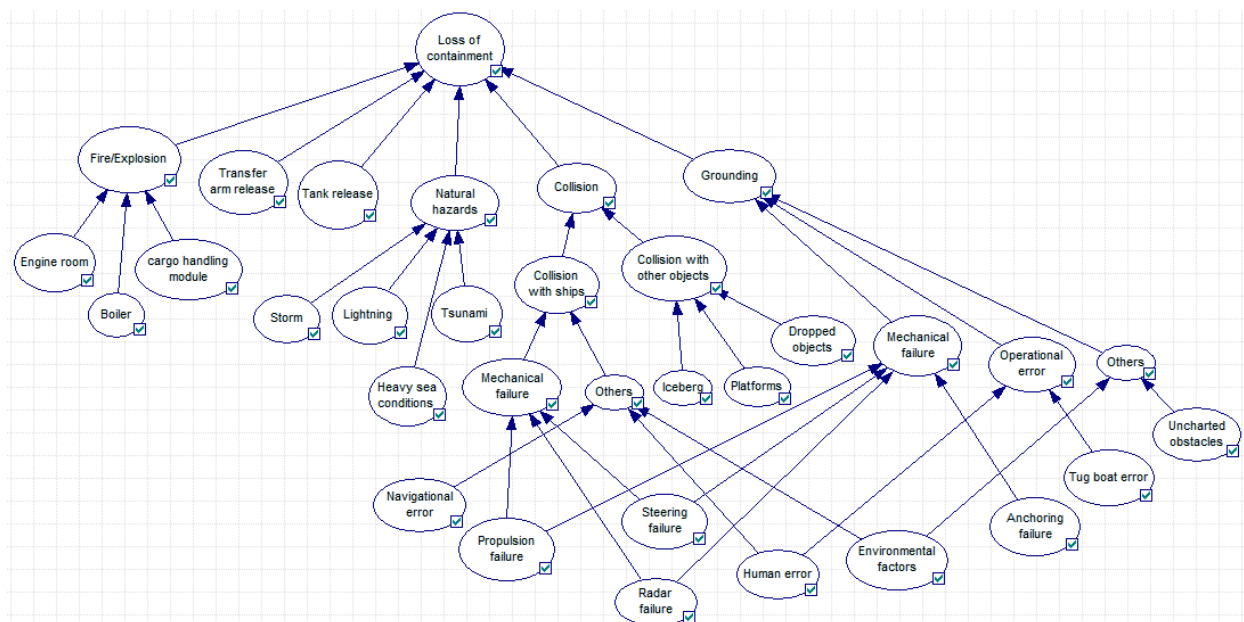 Loss of
containment
Fire/Explosion
Transfer
arm release
Tank release
Natural
hazards
Collision
Grounding
Engine room
cargo handling
module
Boiler
Storm
Lightning
Tsunami
Heavy sea
conditions
Collision
with ships
Collision with
other objects
Dropped
objects
Mechanical
failure
Others
Iceberg
Platforms
Mechanical
failure
Operational
error
Others
Uncharted
obstacles
Navigational
error
Propulsion
failure
Steering
failure
Radar
failure
Human error
Environmental
factors
Anchoring
failure
Tug boat error